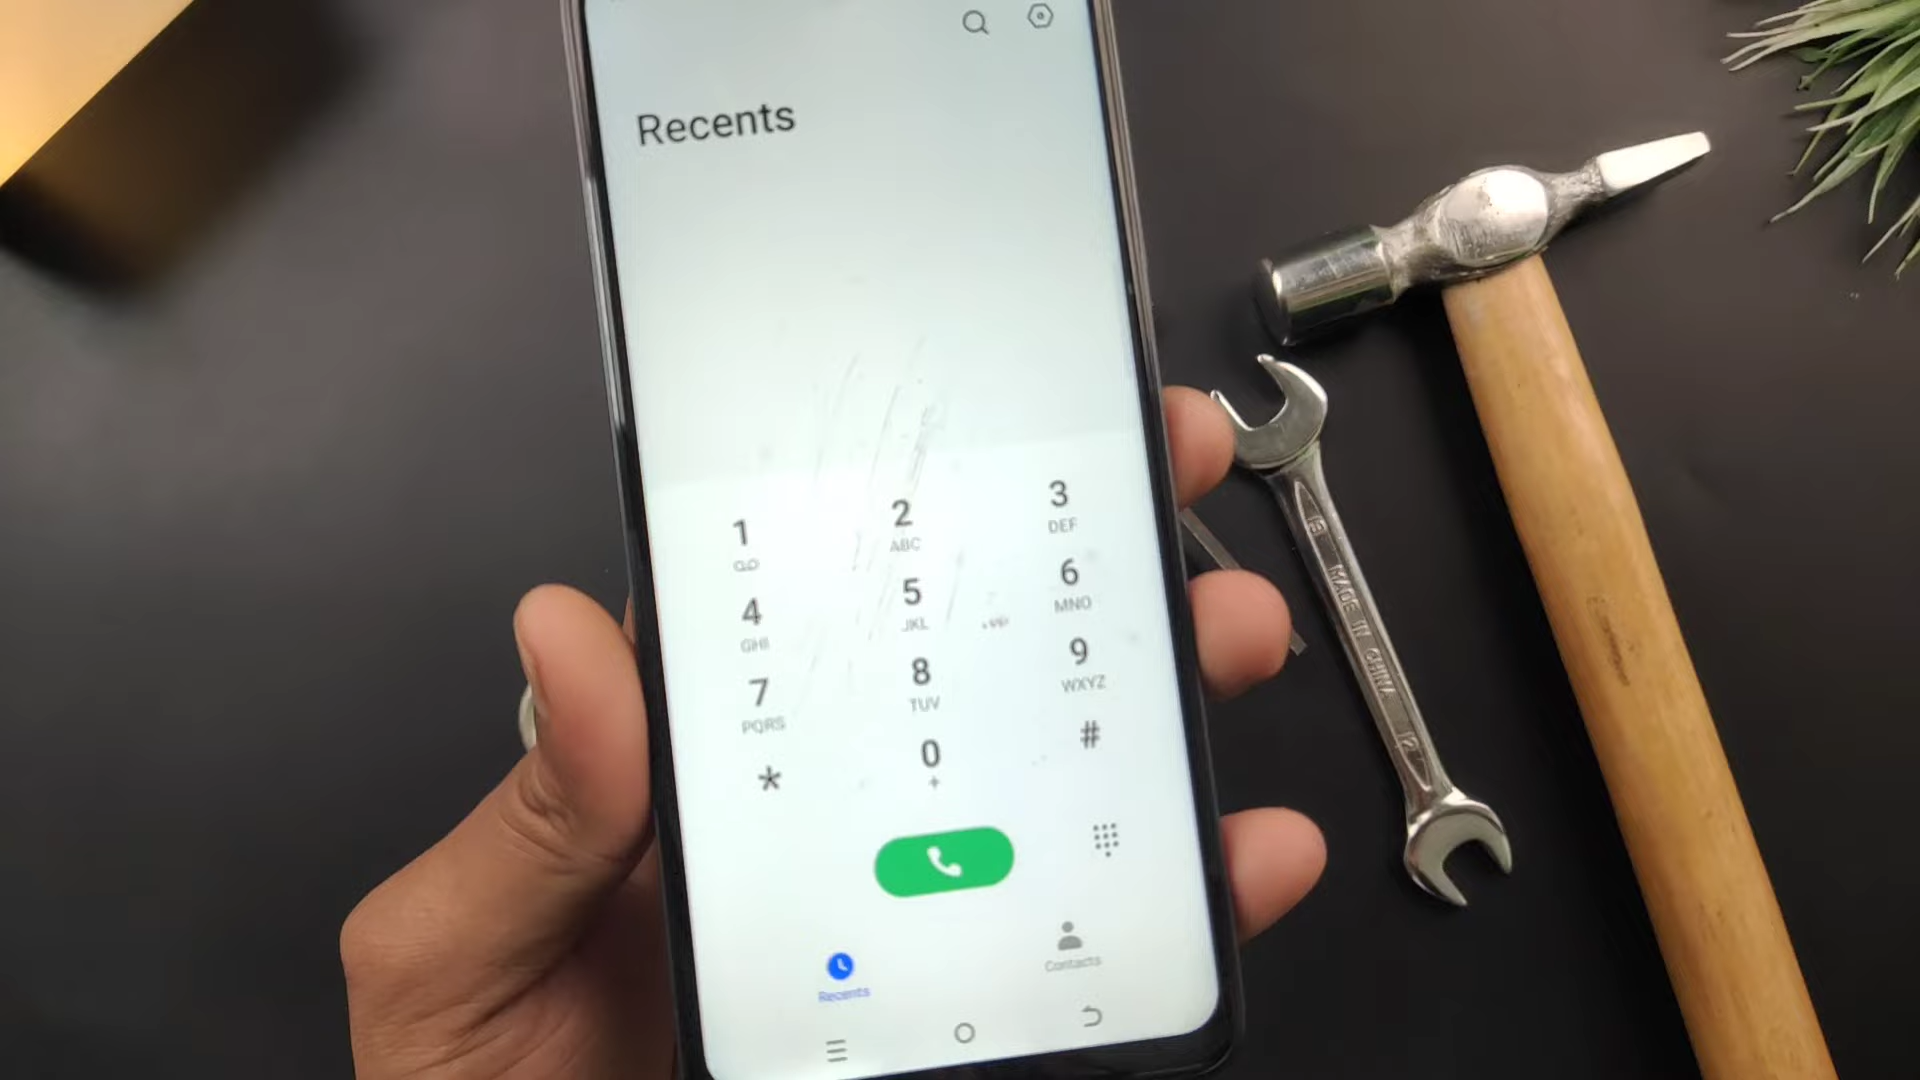 Recents
1
2
ABC
3
DEF
4
GHI
5
JKL
6
MNO
7
PQRS
8
TUV
9
WXYZ
*
0
+
#
Recents
Contacts
MADE IN CHINA
12